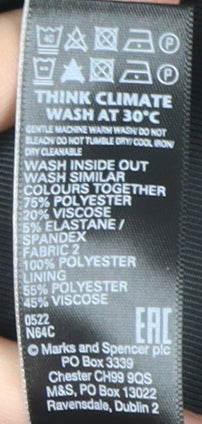 THINK CLIMATE
WASH AT 30°C
GENTLE MACHINE WARM WASH/ DO NOT
BLEACH/ DO NOT TUMBLE DRY/ COOL IRON/
DRY CLEANABLE
WASH INSIDE OUT
WASH SIMILAR
COLOURS TOGETHER
75% POLYESTER
20% VISCOSE
5% ELASTANE /
SPANDEX
FABRIC 2
100% POLYESTER
LINING
55% POLYESTER
45% VISCOSE
0522
N64C
EAC
© Marks and Spencer plc
PO Box 3339
Chester CH99 9QS
M&S, PO Box 13022
Ravensdale, Dublin 2